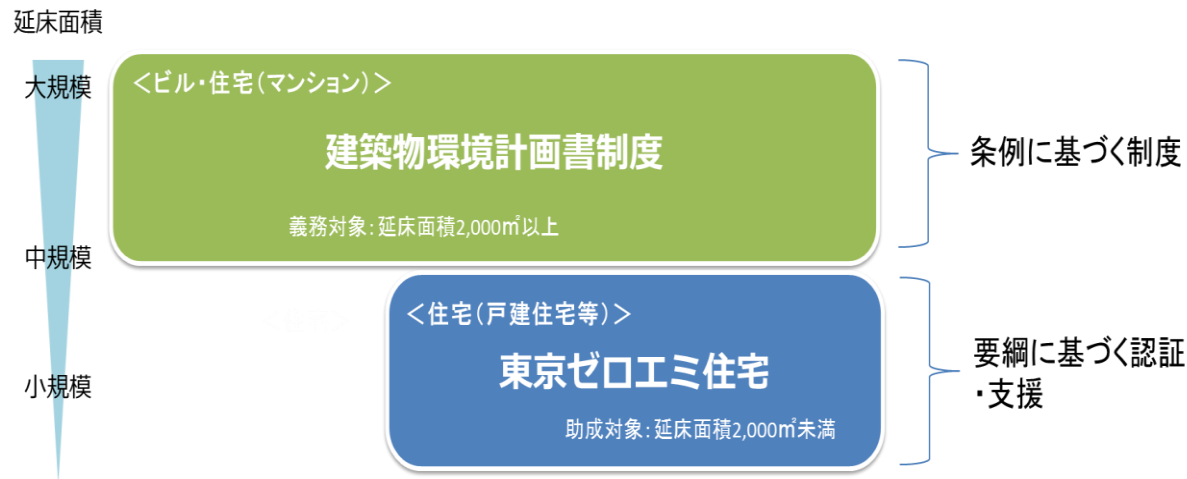 延床面積
大規模
中規模
小規模
＜ビル・住宅（マンション）＞
建築物環境計画書制度
義務対象：延床面積2,000㎡以上
条例に基づく制度
＜住宅（戸建住宅等）＞
東京ゼロエミ住宅
助成対象：延床面積2,000㎡未満
要綱に基づく認証
・支援